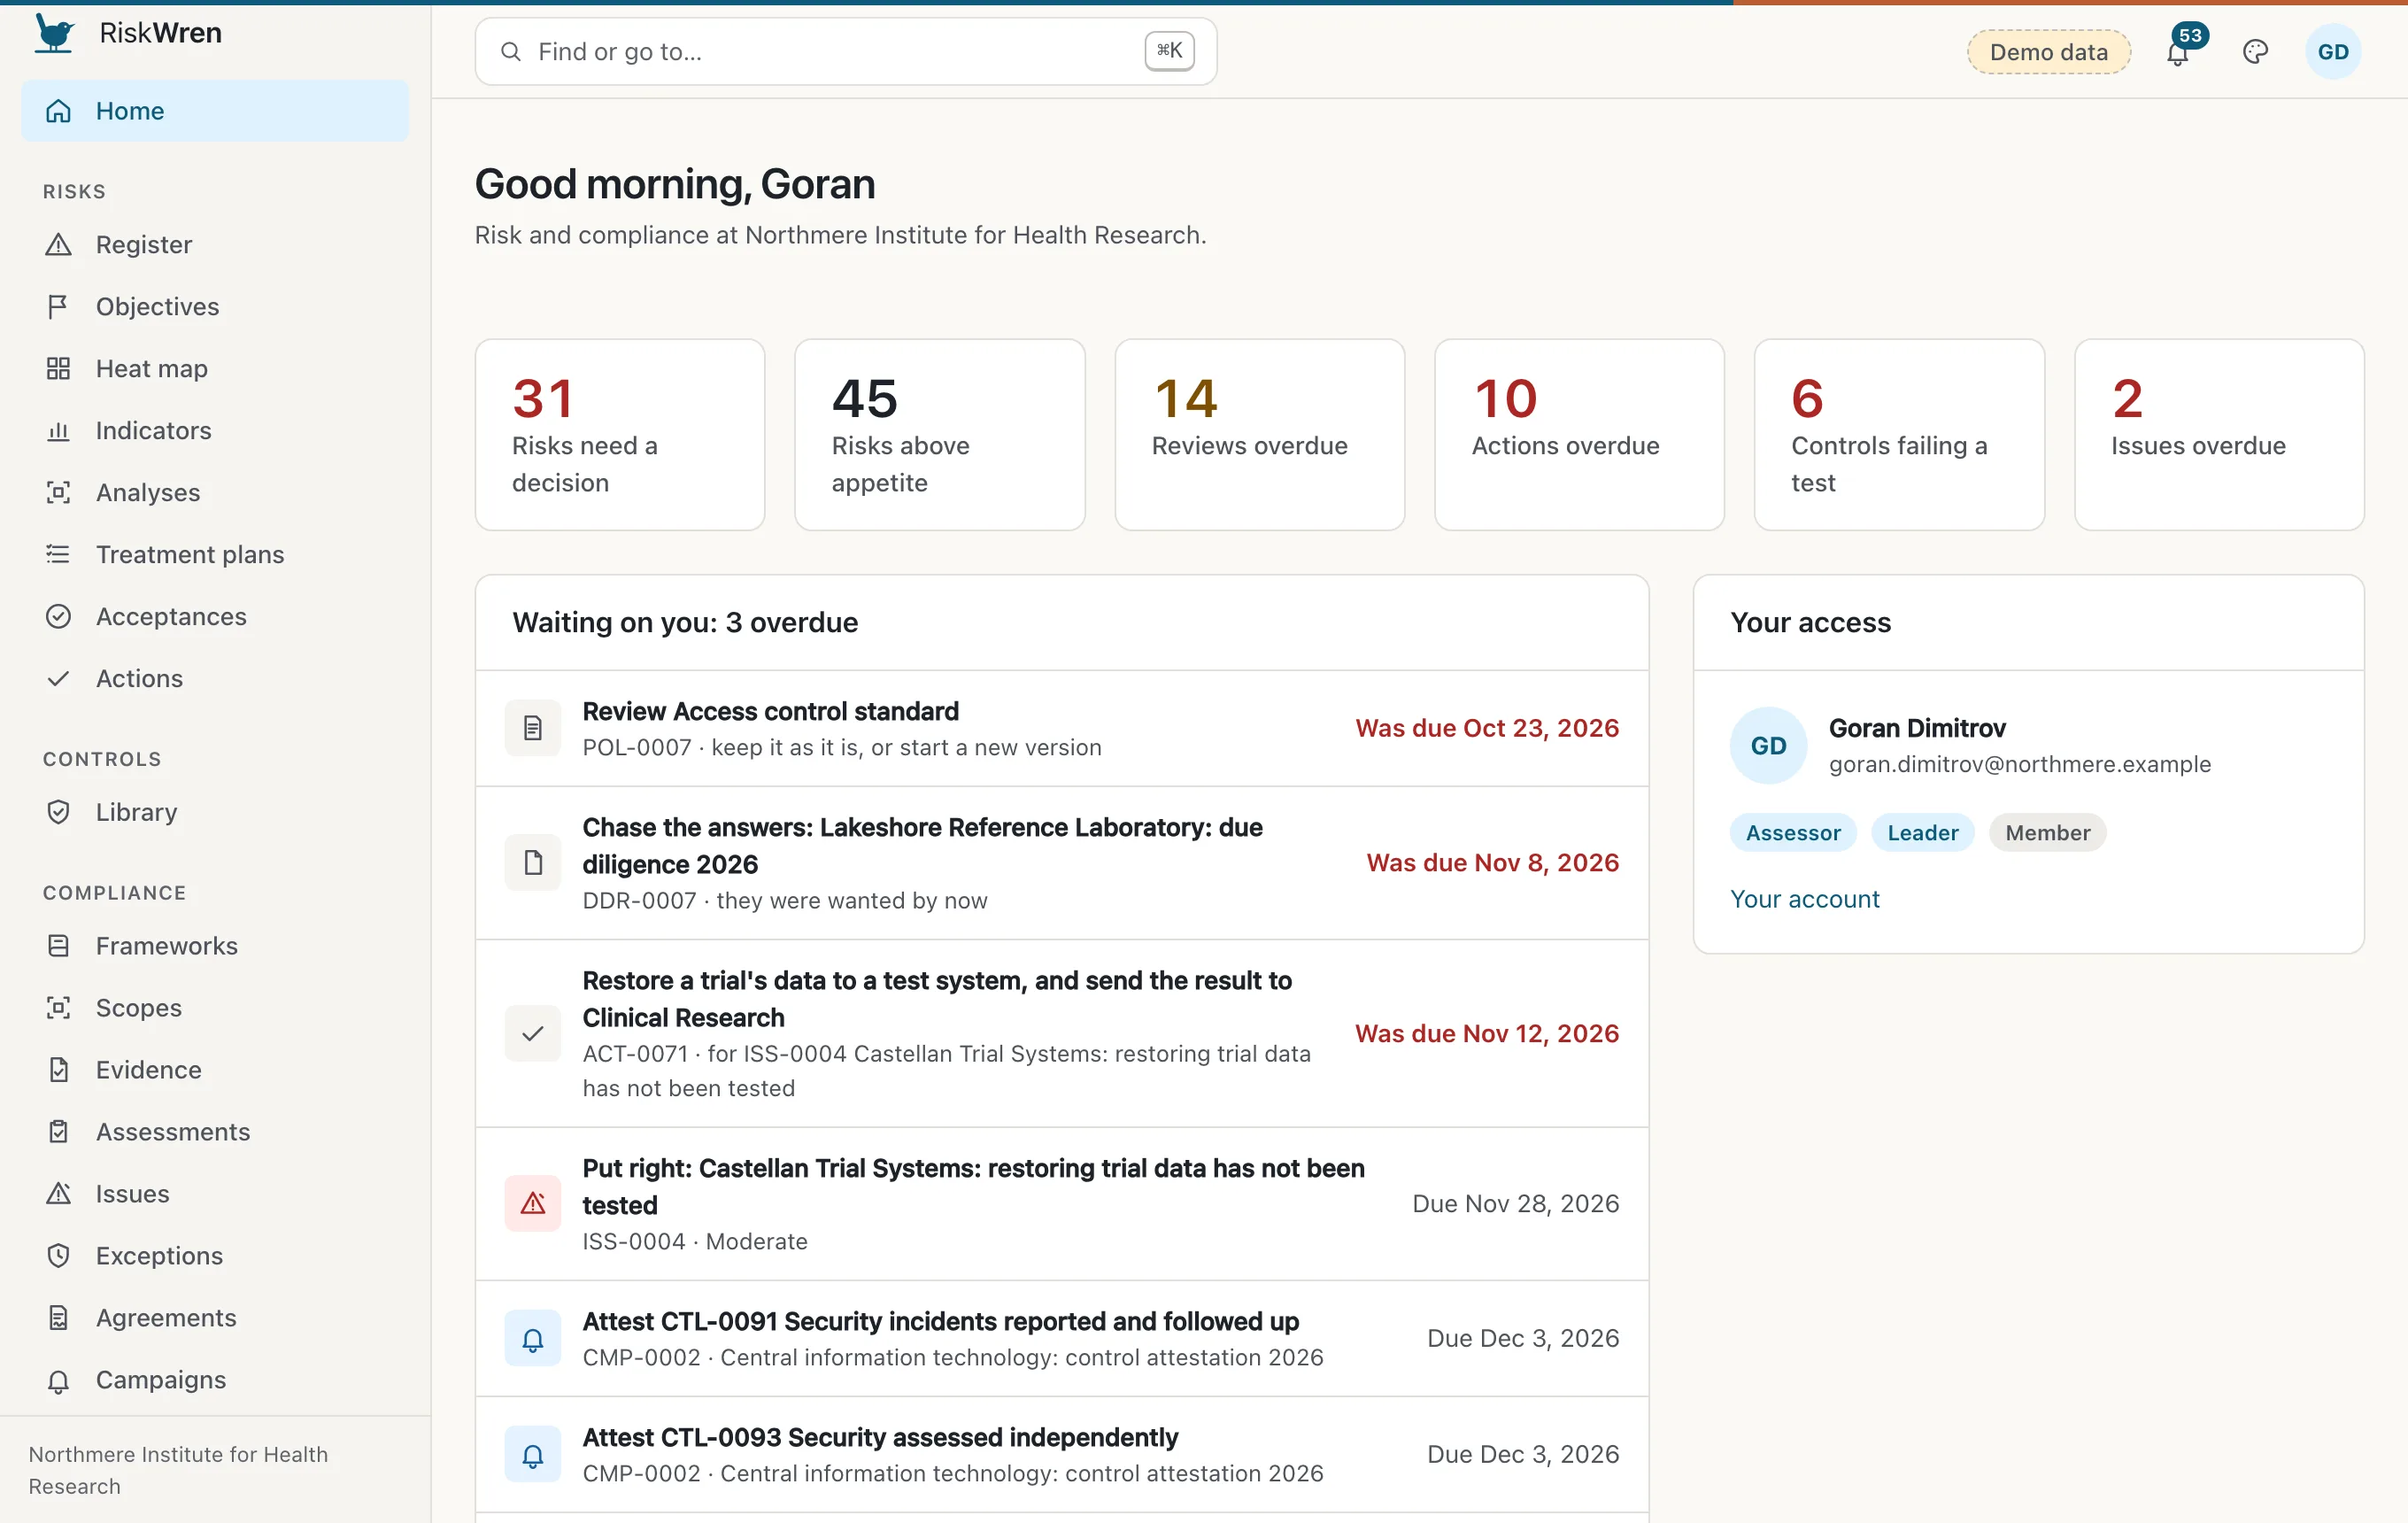 RiskWren
Find or go to...
⌘K
Demo data
53
GD
Home
RISKS
Register
Objectives
Heat map
Indicators
Analyses
Treatment plans
Acceptances
Actions
CONTROLS
Library
COMPLIANCE
Frameworks
Scopes
Evidence
Assessments
Issues
Exceptions
Agreements
Campaigns
Northmere Institute for Health
Research
Good morning, Goran
Risk and compliance at Northmere Institute for Health Research.
31
Risks need a
decision
45
Risks above
appetite
14
Reviews overdue
10
Actions overdue
6
Controls failing a
test
2
Issues overdue
Waiting on you: 3 overdue
Review Access control standard
POL-0007 · keep it as it is, or start a new version
Was due Oct 23, 2026
Chase the answers: Lakeshore Reference Laboratory: due
diligence 2026
DDR-0007 · they were wanted by now
Was due Nov 8, 2026
Restore a trial's data to a test system, and send the result to
Clinical Research
ACT-0071 · for ISS-0004 Castellan Trial Systems: restoring trial data
has not been tested
Was due Nov 12, 2026
Put right: Castellan Trial Systems: restoring trial data has not been
tested
ISS-0004 · Moderate
Due Nov 28, 2026
Attest CTL-0091 Security incidents reported and followed up
CMP-0002 · Central information technology: control attestation 2026
Due Dec 3, 2026
Attest CTL-0093 Security assessed independently
CMP-0002 · Central information technology: control attestation 2026
Due Dec 3, 2026
Your access
GD
Goran Dimitrov
goran.dimitrov@northmere.example
Assessor
Leader
Member
Your account